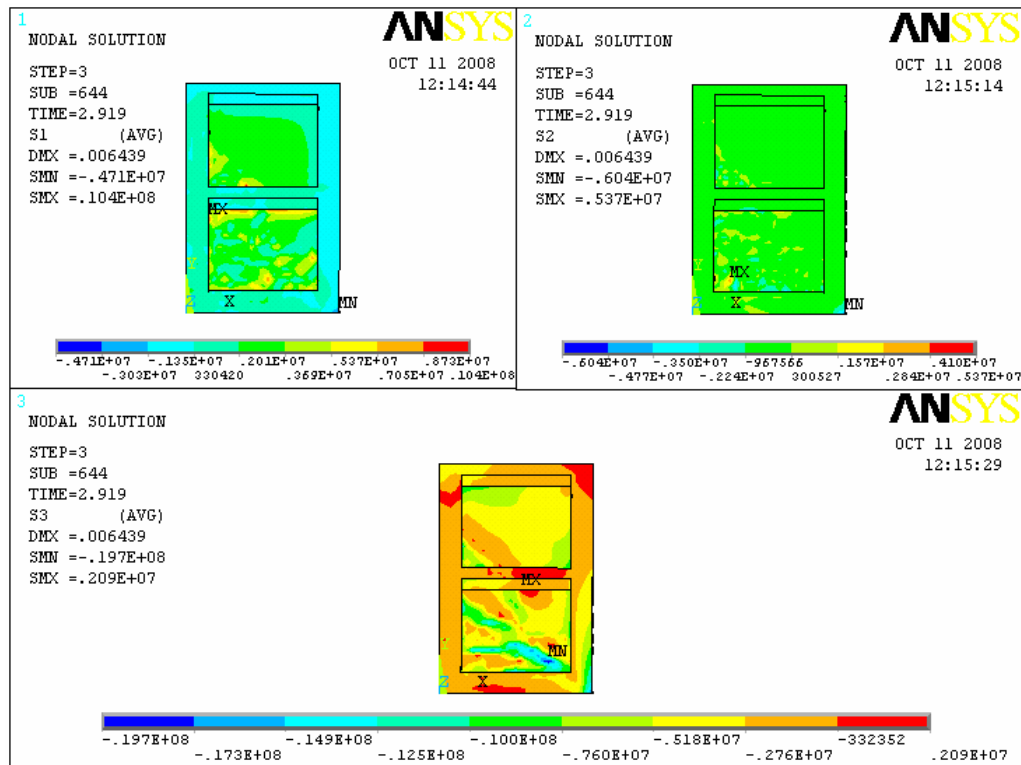 1
ANSYS
NODAL SOLUTION
OCT 11 2008
12:14:44
STEP=3
SUB =644
TIME=2.919
S1 (AVG)
DMX =.006439
SMN =-.471E+07
SMX =.104E+08
MX
Y
Z X MN
-.471E+07 -.135E+07 .201E+07 .537E+07 .873E+07
-.303E+07 330420 .369E+07 .705E+07 .104E+08
2
ANSYS
NODAL SOLUTION
OCT 11 2008
12:15:14
STEP=3
SUB =644
TIME=2.919
S2 (AVG)
DMX =.006439
SMN =-.604E+07
SMX =.537E+07
Y MX
Z X MN
-.604E+07 -.350E+07 -967566 .157E+07 .410E+07
-.477E+07 -.224E+07 300527 .284E+07 .537E+07
3
ANSYS
NODAL SOLUTION
OCT 11 2008
12:15:29
STEP=3
SUB =644
TIME=2.919
S3 (AVG)
DMX =.006439
SMN =-.197E+08
SMX =.209E+07
MX
Y MN
Z X
-.197E+08 -.149E+08 -.100E+08 -.518E+07 -332352
-.173E+08 -.125E+08 -.760E+07 -.276E+07 .209E+07